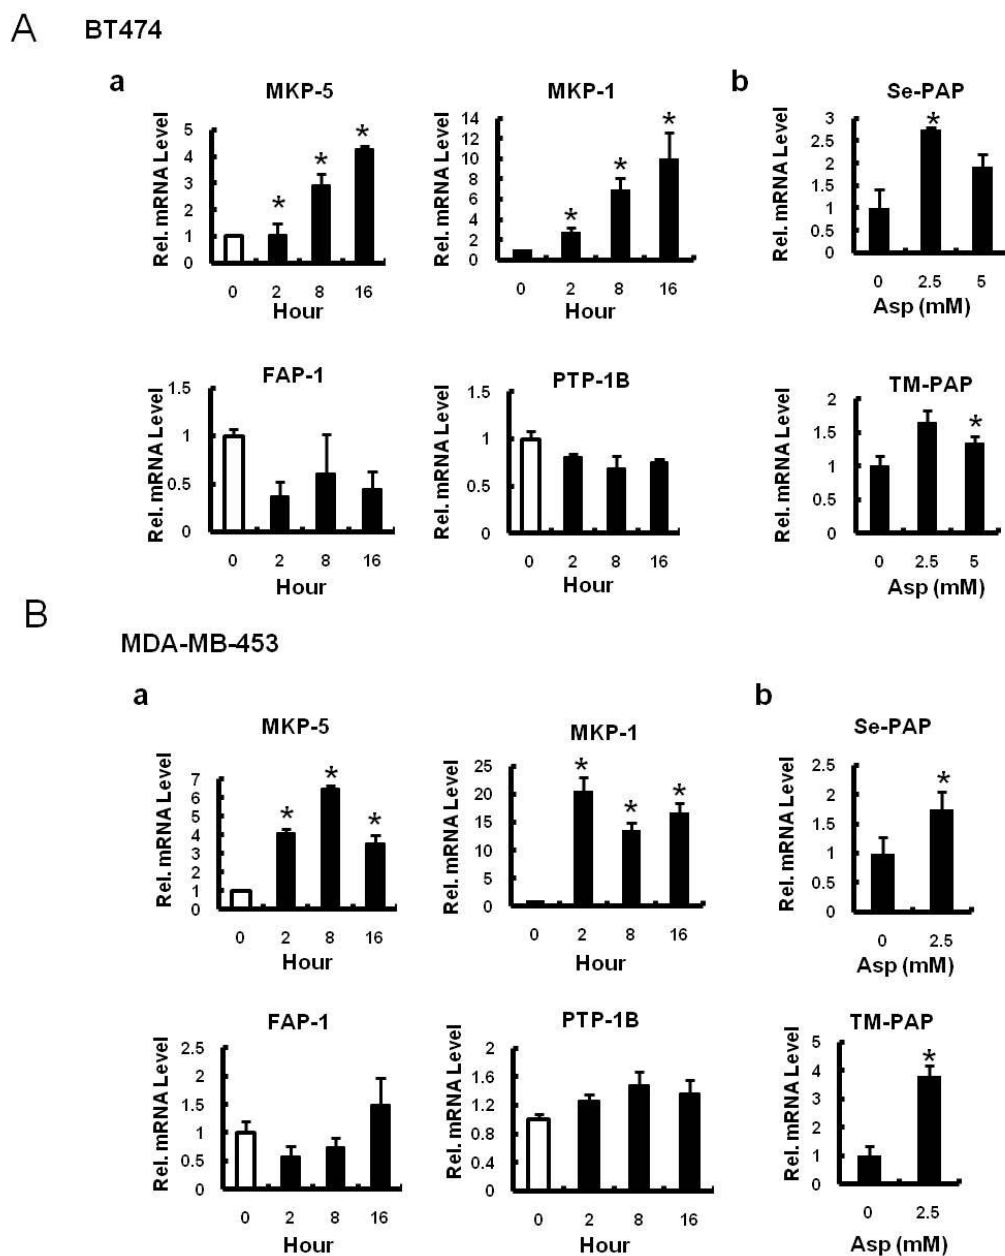 A BT474
a b
MKP-5 MKP-1 Se-PAP
Rel. mRNA Level
5
4
3
2
1
0
0 2 8 16
Hour
* * *
Rel. mRNA Level
14
12
10
8
6
4
2
0
0 2 8 16
Hour
* * *
Rel. mRNA Level
3
2.5
2
1.5
1
0.5
0
0 2.5 5
Asp (mM)
*
FAP-1 PTP-1B TM-PAP
Rel. mRNA Level
1.5
1
0.5
0
0 2 8 16
Hour
Rel. mRNA Level
1.5
1
0.5
0
0 2 8 16
Hour
Rel. mRNA Level
2
1.5
1
0.5
0
0 2.5 5
Asp (mM)
*
B
MDA-MB-453
a b
MKP-5 MKP-1 Se-PAP
Rel. mRNA Level
7
6
5
4
3
2
1
0
0 2 8 16
Hour
* * *
Rel. mRNA Level
25
20
15
10
5
0
0 2 8 16
Hour
* * *
Rel. mRNA Level
2.5
2
1.5
1
0.5
0
0 2.5
Asp (mM)
*
FAP-1 PTP-1B TM-PAP
Rel. mRNA Level
2.5
2
1.5
1
0.5
0
0 2 8 16
Hour
Rel. mRNA Level
2
1.6
1.2
0.8
0.4
0
0 2 8 16
Hour
Rel. mRNA Level
5
4
3
2
1
0
0 2.5
Asp (mM)
*